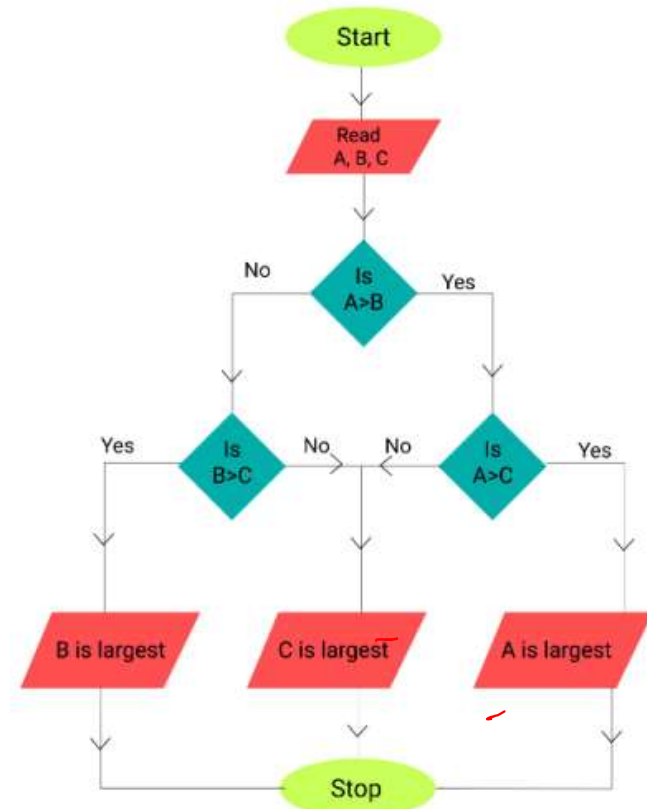 Start
Read
A, B, C
Is
A>B
No
Yes
Is
B>C
Yes
No
Is
A>C
No
Yes
B is largest
C is largest
A is largest
Stop